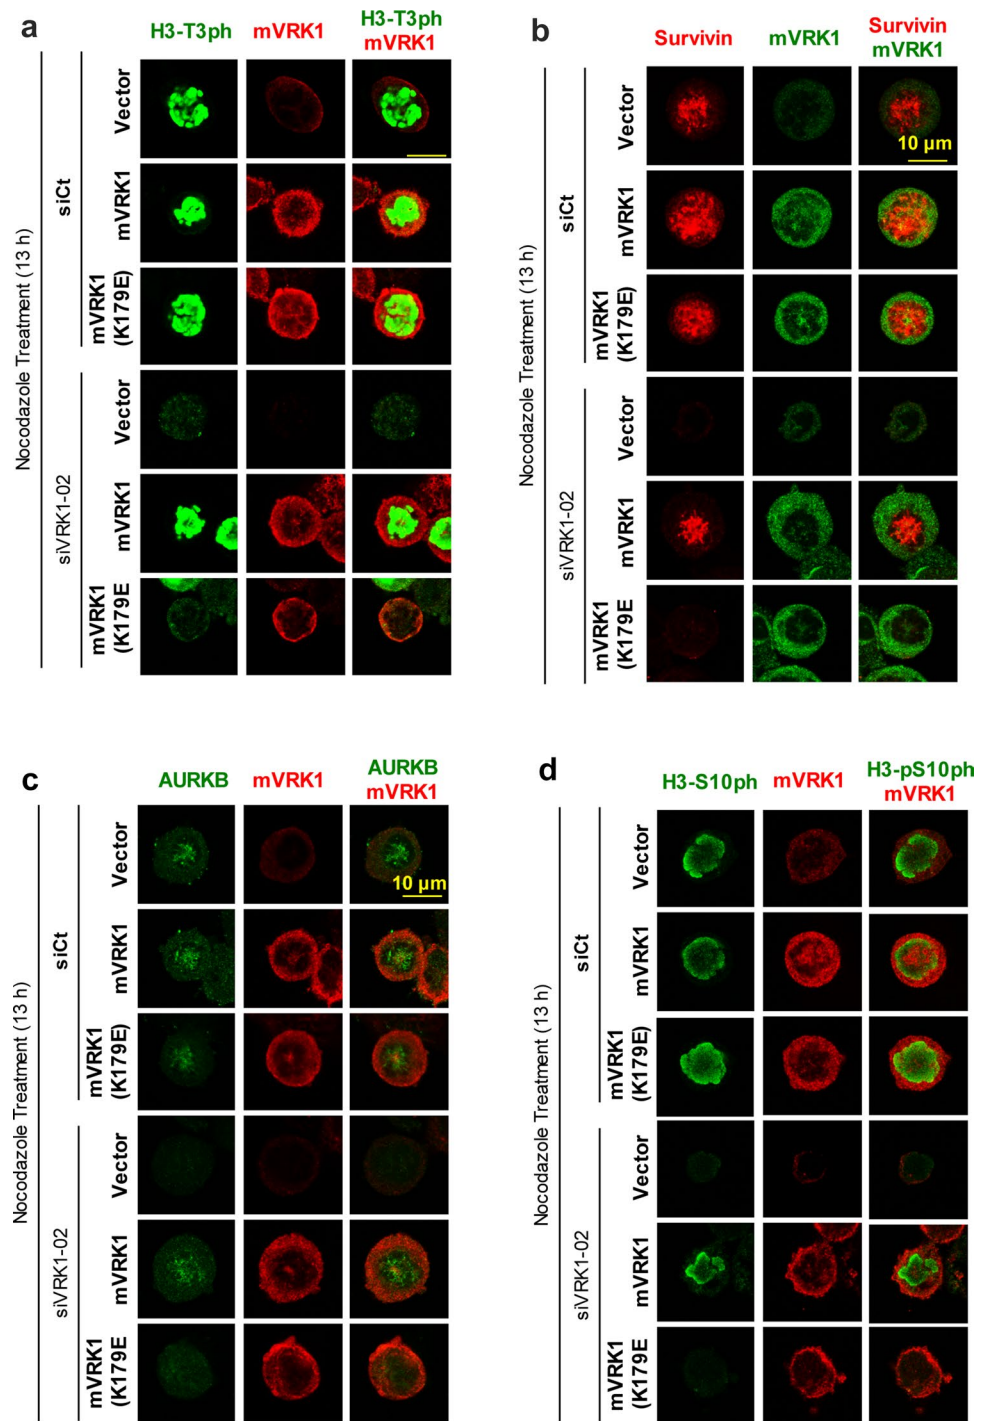 a
H3-T3ph
mVRK1
H3-T3ph
mVRK1
Nocodazole Treatment (13 h)
siCt
Vector
mVRK1
mVRK1
(K179E)
siVRK1-02
Vector
mVRK1
mVRK1
(K179E
b
Survivin
mVRK1
Survivin
mVRK1
Nocodazole Treatment (13 h)
siCt
Vector
10 µm
mVRK1
mVRK1
(K179E)
siVRK1-02
Vector
mVRK1
mVRK1
(K179E
c
AURKB
mVRK1
AURKB
mVRK1
Nocodazole Treatment (13 h)
siCt
Vector
10 µm
mVRK1
mVRK1
(K179E)
siVRK1-02
Vector
mVRK1
mVRK1
(K179E
d
H3-S10ph
mVRK1
H3-pS10ph
mVRK1
Nocodazole Treatment (13 h)
siCt
Vector
mVRK1
mVRK1
(K179E)
siVRK1-02
Vector
mVRK1
mVRK1
(K179E